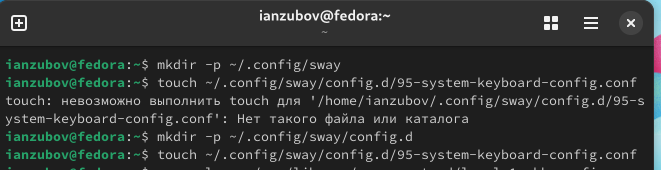 ianzubov@fedora:~
~
ianzubov@fedora:~$ mkdir -p ~/.config/sway
ianzubov@fedora:~$ touch ~/.config/sway/config.d/95-system-keyboard-config.conf
touch: невозможно выполнить touch для '/home/ianzubov/.config/sway/config.d/95-s
ystem-keyboard-config.conf': Нет такого файла или каталога
ianzubov@fedora:~$ mkdir -p ~/.config/sway/config.d
ianzubov@fedora:~$ touch ~/.config/sway/config.d/95-system-keyboard-config.conf